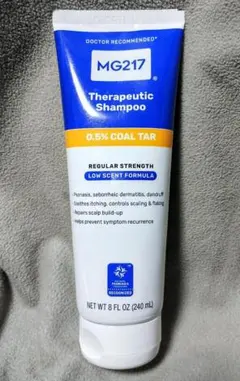 DOCTOR RECOMMENDED*
MG217®
Therapeutic
Shampoo
0.5% COAL TAR
REGULAR STRENGTH
LOW SCENT FORMULA
• Psoriasis, seborrheic dermatitis, dandruff
• Soothes itching, controls scaling & flaking
• Repairs scalp build-up
• Helps prevent symptom recurrence
PSORIASIS
RECOGNIZED
NET WT 8 FL OZ (240 mL)